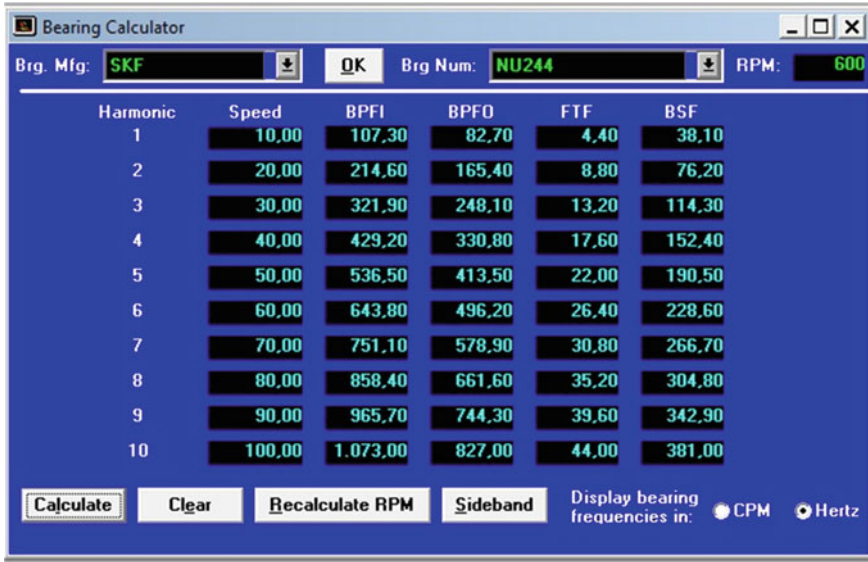 Bearing Calculator
Brg. Mfg: SKF OK Brg Num: NU244 RPM: 600
Harmonic Speed BPFI BPFO FTF BSF
1 10,00 107,30 82,70 4,40 38,10
2 20,00 214,60 165,40 8,80 76,20
3 30,00 321,90 248,10 13,20 114,30
4 40,00 429,20 330,80 17,60 152,40
5 50,00 536,50 413,50 22,00 190,50
6 60,00 643,80 496,20 26,40 228,60
7 70,00 751,10 578,90 30,80 266,70
8 80,00 858,40 661,60 35,20 304,80
9 90,00 965,70 744,30 39,60 342,90
10 100,00 1.073,00 827,00 44,00 381,00
Calculate Clear Recalculate RPM Sideband Display bearing
frequencies in: CPM Hertz